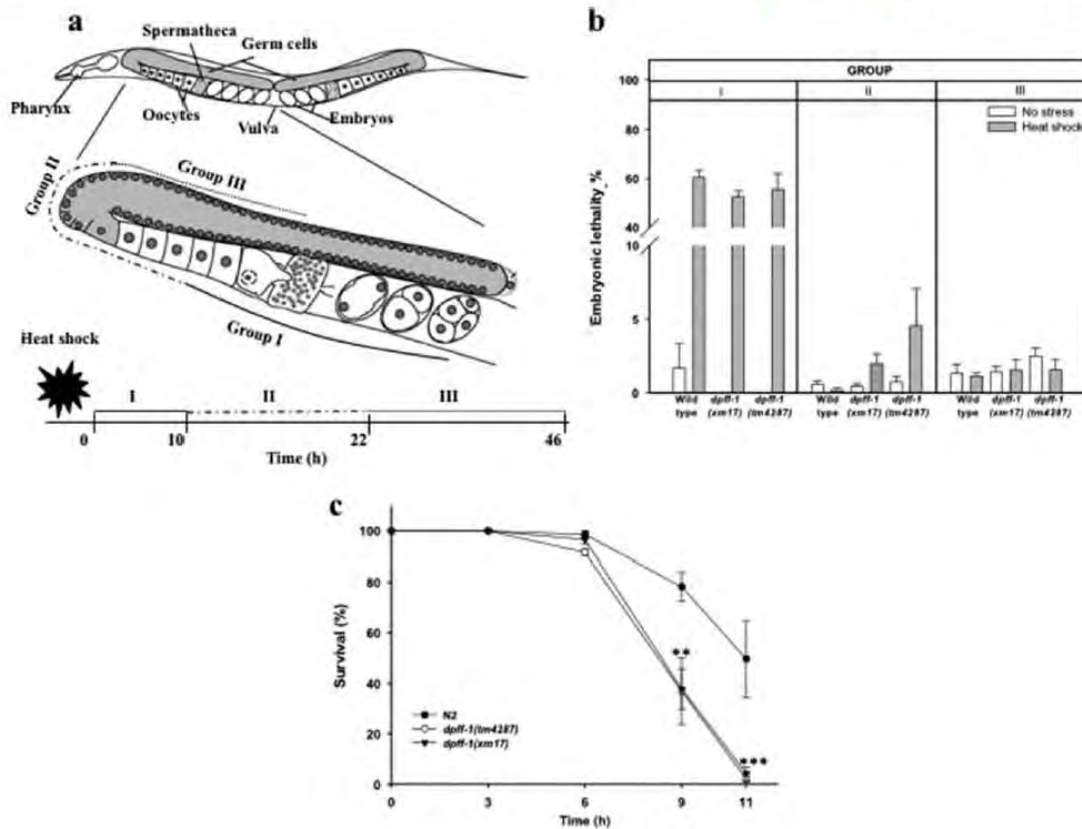 a
Spermatheca
Germ cells
Pharynx
Oocytes
Vulva
Embryos
Group II
Group III
Group I
Heat shock
I II III
0 10 22 46
Time (h)
b
GROUP
I II III
No stress
Heat shock
Embryonic lethality_%
100
80
60
40
10
5
0
Wild type dpff-1 (xm17) dpff-1 (tm4287) Wild type dpff-1 (xm17) dpff-1 (tm4287) Wild type dpff-1 (xm17) dpff-1 (tm4287)
c
Survival (%)
100
80
60
40
20
0
**
***
N2
dpff-1(tm4287)
dpff-1(xm17)
0 3 6 9 11
Time (h)